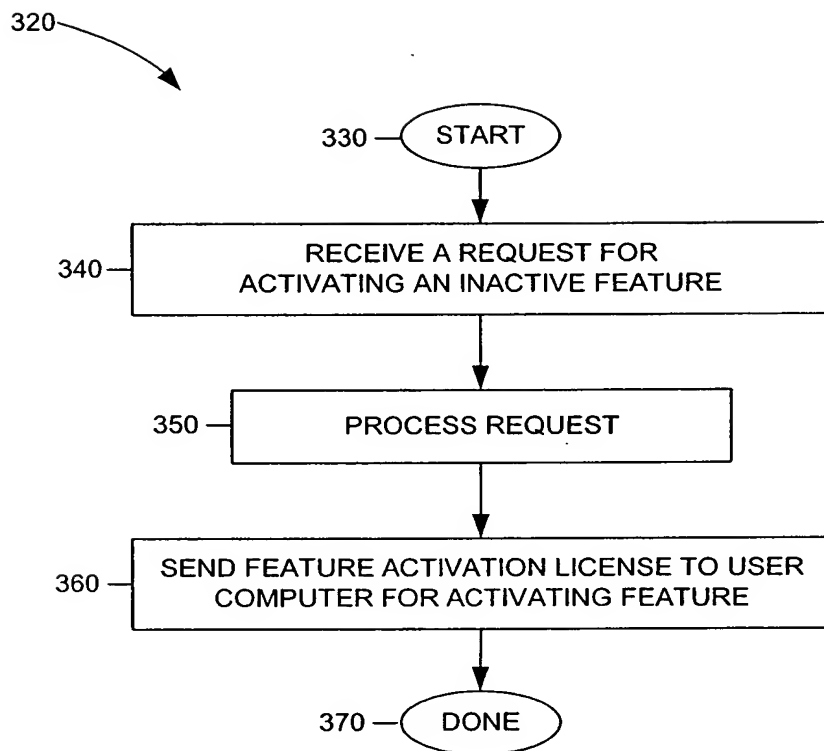 320
330
START
340
RECEIVE A REQUEST FOR
ACTIVATING AN INACTIVE FEATURE
350
PROCESS REQUEST
360
SEND FEATURE ACTIVATION LICENSE TO USER
COMPUTER FOR ACTIVATING FEATURE
370
DONE